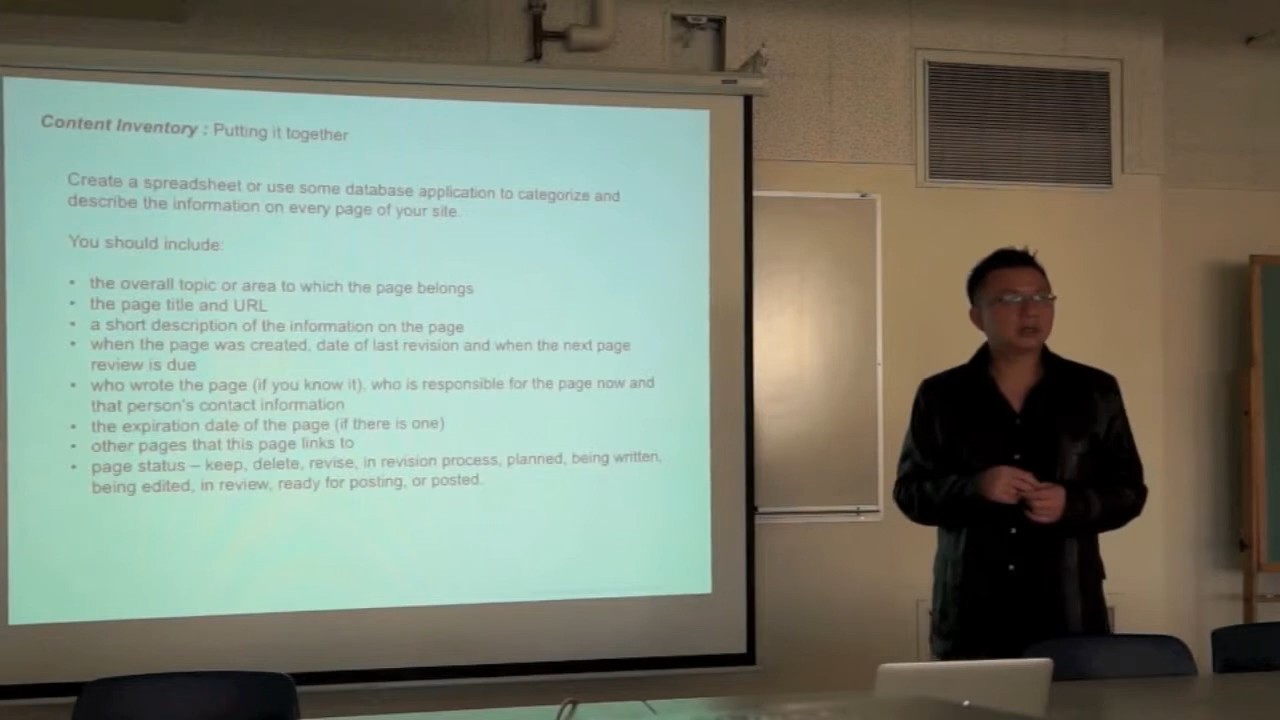 Content Inventory : Putting it together
Create a spreadsheet or use some database application to categorize and
describe the information on every page of your site.
You should include:
• the overall topic or area to which the page belongs
• the page title and URL
• a short description of the information on the page
• when the page was created, date of last revision and when the next page
review is due
• who wrote the page (if you know it), who is responsible for the page now and
that person's contact information
• the expiration date of the page (if there is one)
• other pages that this page links to
• page status – keep, delete, revise, in revision process, planned, being written,
being edited, in review, ready for posting, or posted.